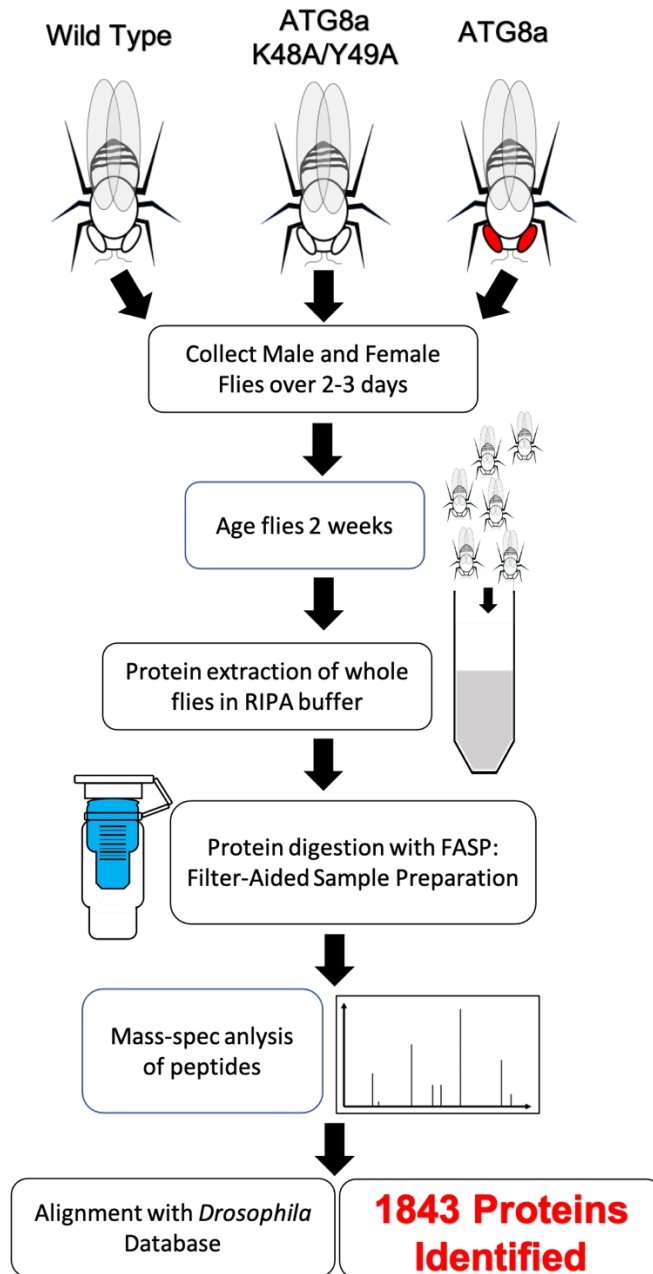 Wild Type
ATG8a
K48A/Y49A
ATG8a
Collect Male and Female
Flies over 2-3 days
Age flies 2 weeks
Protein extraction of whole
flies in RIPA buffer
Protein digestion with FASP:
Filter-Aided Sample Preparation
Mass-spec anlysis
of peptides
Alignment with Drosophila
Database
1843 Proteins
Identified